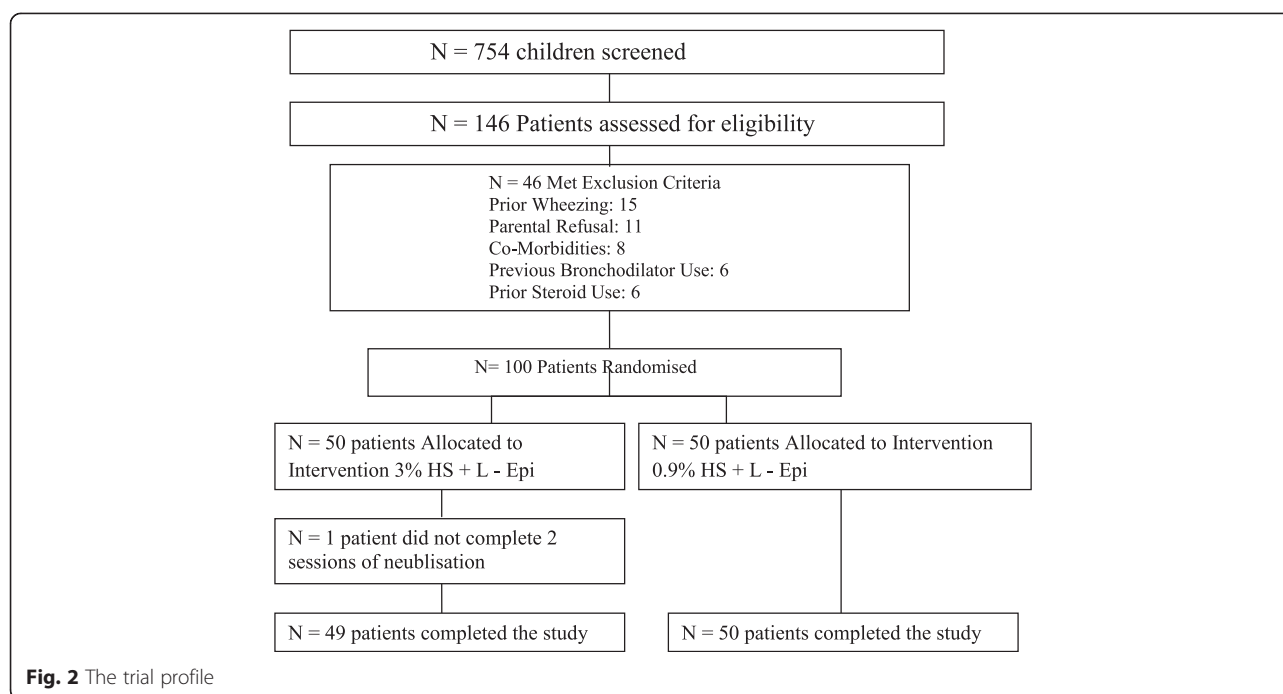 N = 754 children screened
N = 146 Patients assessed for eligibility
N = 46 Met Exclusion Criteria
Prior Wheezing: 15
Parental Refusal: 11
Co-Morbidities: 8
Previous Bronchodilator Use: 6
Prior Steroid Use: 6
N= 100 Patients Randomised
N = 50 patients Allocated to
Intervention 3% HS + L - Epi
N = 50 patients Allocated to Intervention
0.9% HS + L - Epi
N = 1 patient did not complete 2
sessions of neublisation
N = 49 patients completed the study
N = 50 patients completed the study
Fig. 2 The trial profile